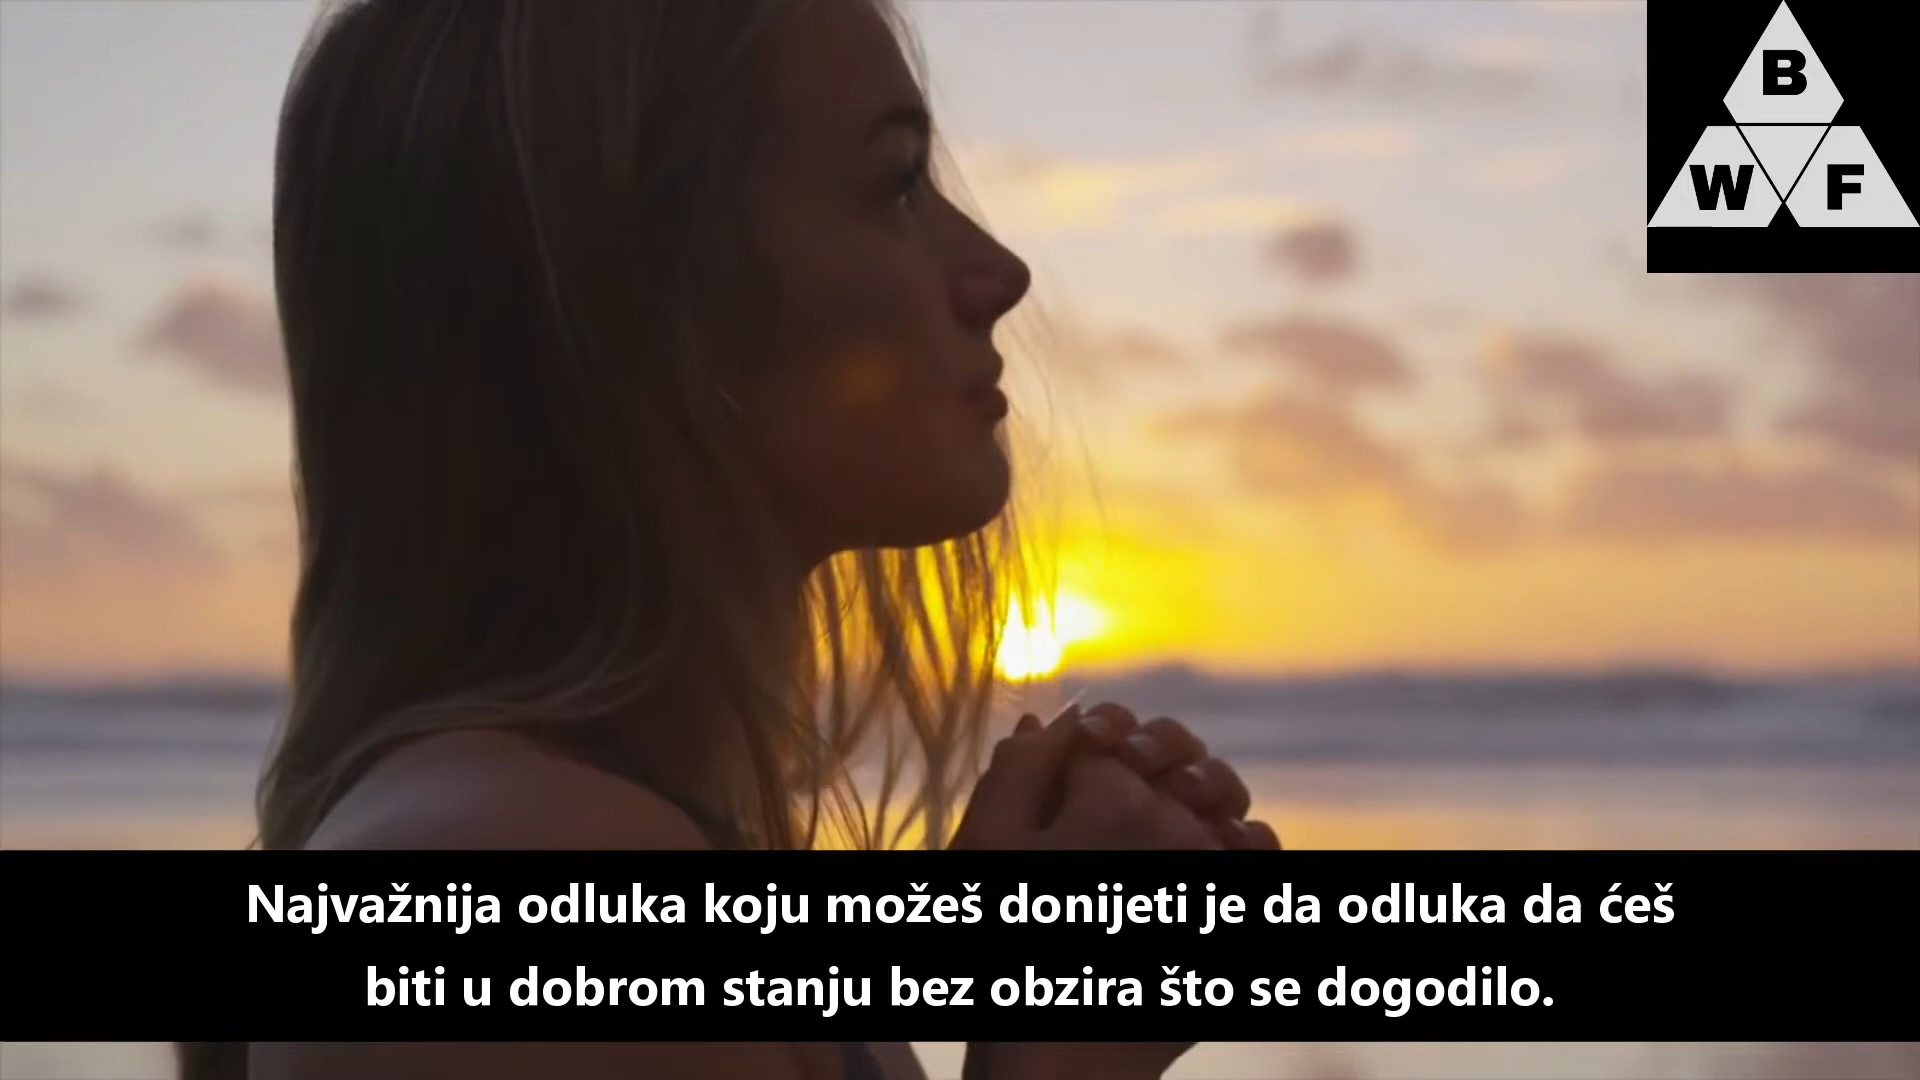 B
W F
Najvažnija odluka koju možeš donijeti je da odluka da ćeš
biti u dobrom stanju bez obzira što se dogodilo.